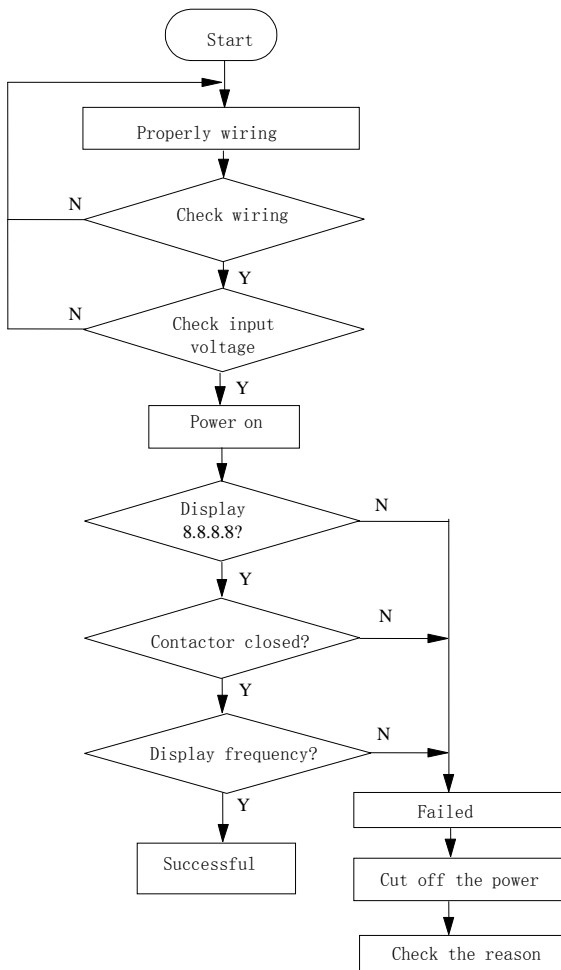 Start
Properly wiring
N
Check wiring
Y
N
Check input
voltage
Y
Power on
Display
8.8.8.8?
N
Y
Contactor closed?
N
Y
Display frequency?
N
Y
Successful
Failed
Cut off the power
Check the reason